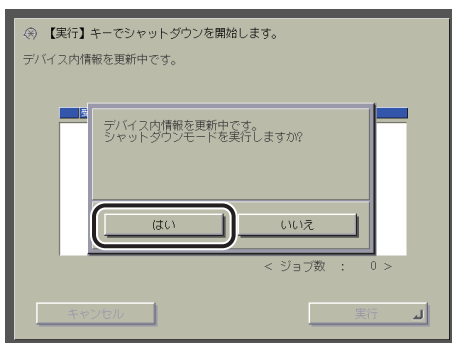 【実行】キーでシャットダウンを開始します。
デバイス内情報を更新中です。
デバイス内情報を更新中です。
シャットダウンモードを実行しますか?
はい
いいえ
< ジョブ数 : 0 >
キャンセル
実行